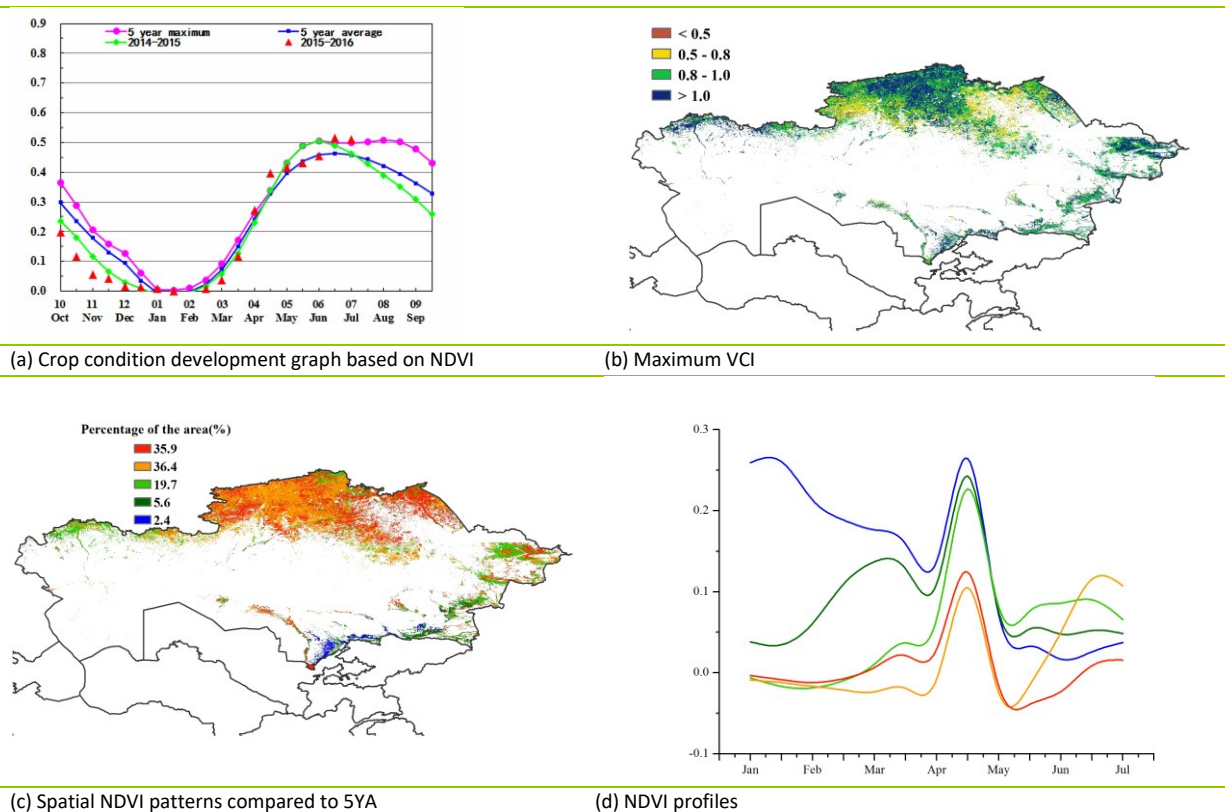 0.9
5 year maximum
5 year average
2014-2015
2015-2016
0.8
0.7
0.6
0.5
0.4
0.3
0.2
0.1
0.0
10 11 12 01 02 03 04 05 06 07 08 09
Oct Nov Dec Jan Feb Mar Apr May Jun Jul Aug Sep
< 0.5
0.5 - 0.8
0.8 - 1.0
> 1.0
(a) Crop condition development graph based on NDVI
(b) Maximum VCI
Percentage of the area(%)
35.9
36.4
19.7
5.6
2.4
0.3
0.2
0.1
0.0
-0.1
Jan Feb Mar Apr May Jun Jul
(c) Spatial NDVI patterns compared to 5YA
(d) NDVI profiles